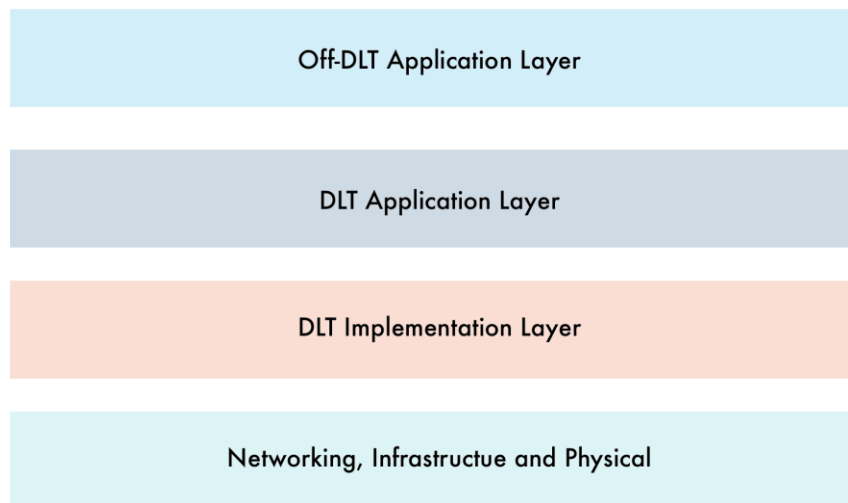 Off-DLT Application Layer
DLT Application Layer
DLT Implementation Layer
Networking, Infrastructue and Physical